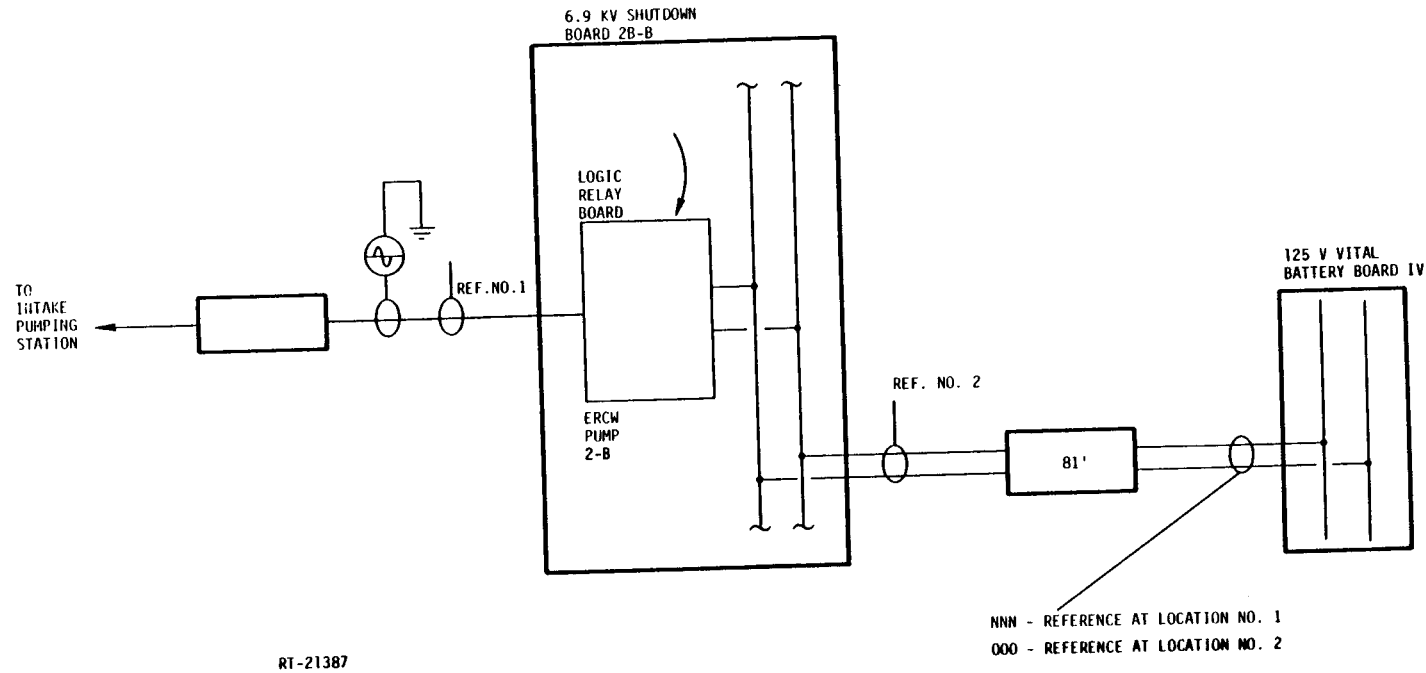 6.9 KV SHUTDOWN
BOARD 2B-B
LOGIC
RELAY
BOARD
REF.NO.1
TO
INTAKE
PUMPING
STATION
125 V VITAL
BATTERY BOARD IV
REF. NO. 2
ERCW
PUMP
2-B
81'
NNN - REFERENCE AT LOCATION NO. 1
OOO - REFERENCE AT LOCATION NO. 2
RT-21387